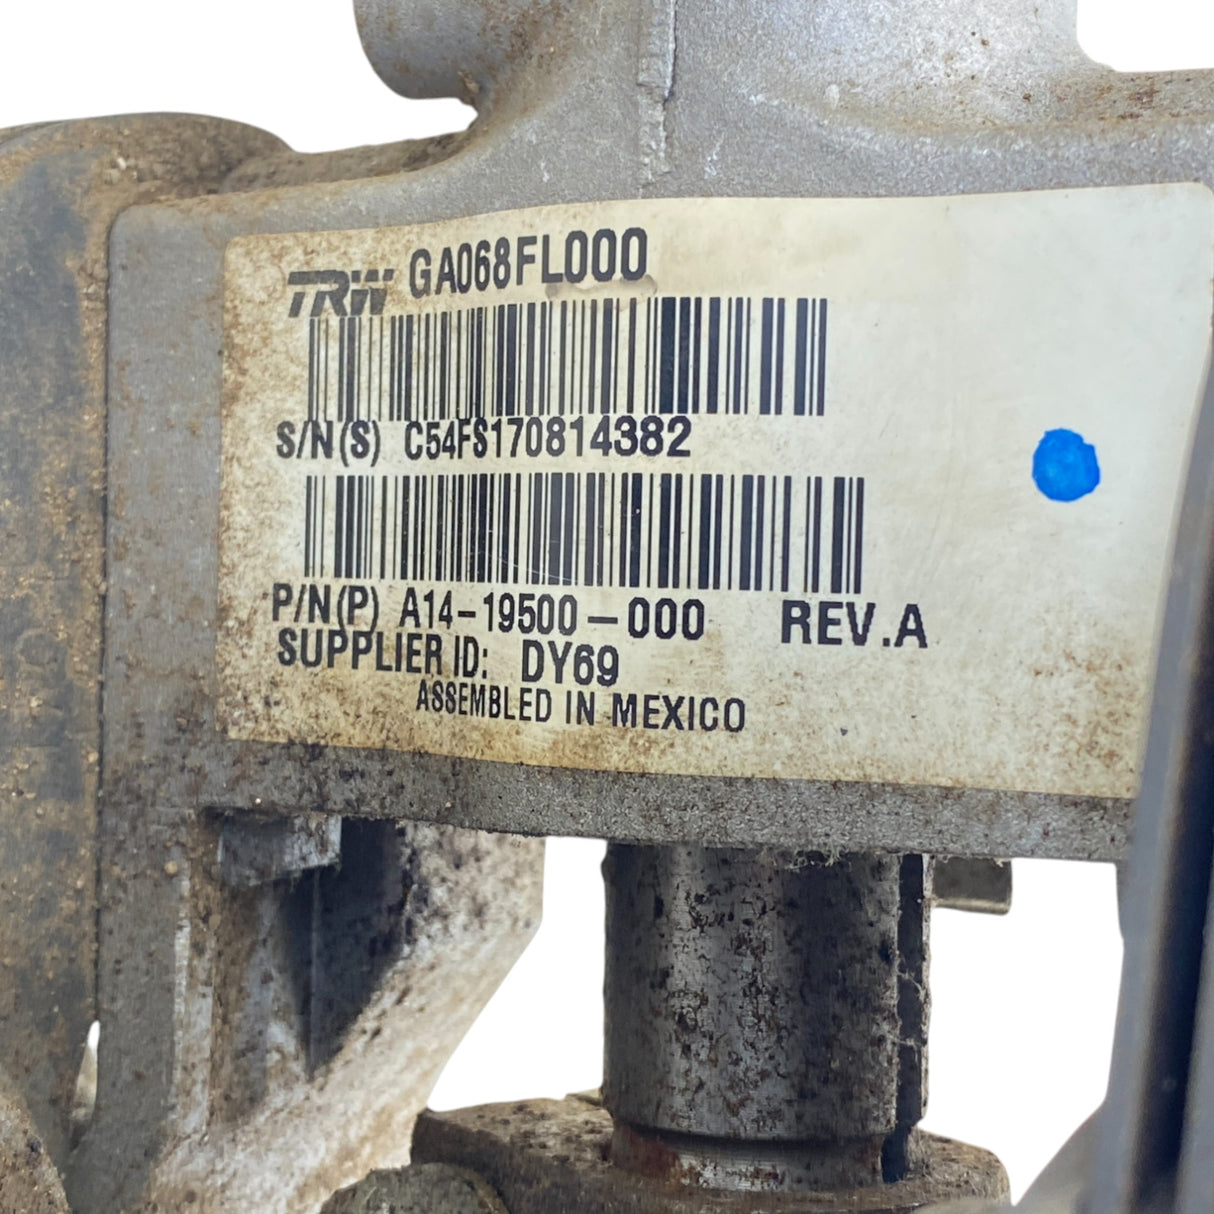 TRW GA068FL000
S/N(S) C54FS170814382
P/N(P) A14-19500-000 REV.A
SUPPLIER ID: DY69
ASSEMBLED IN MEXICO